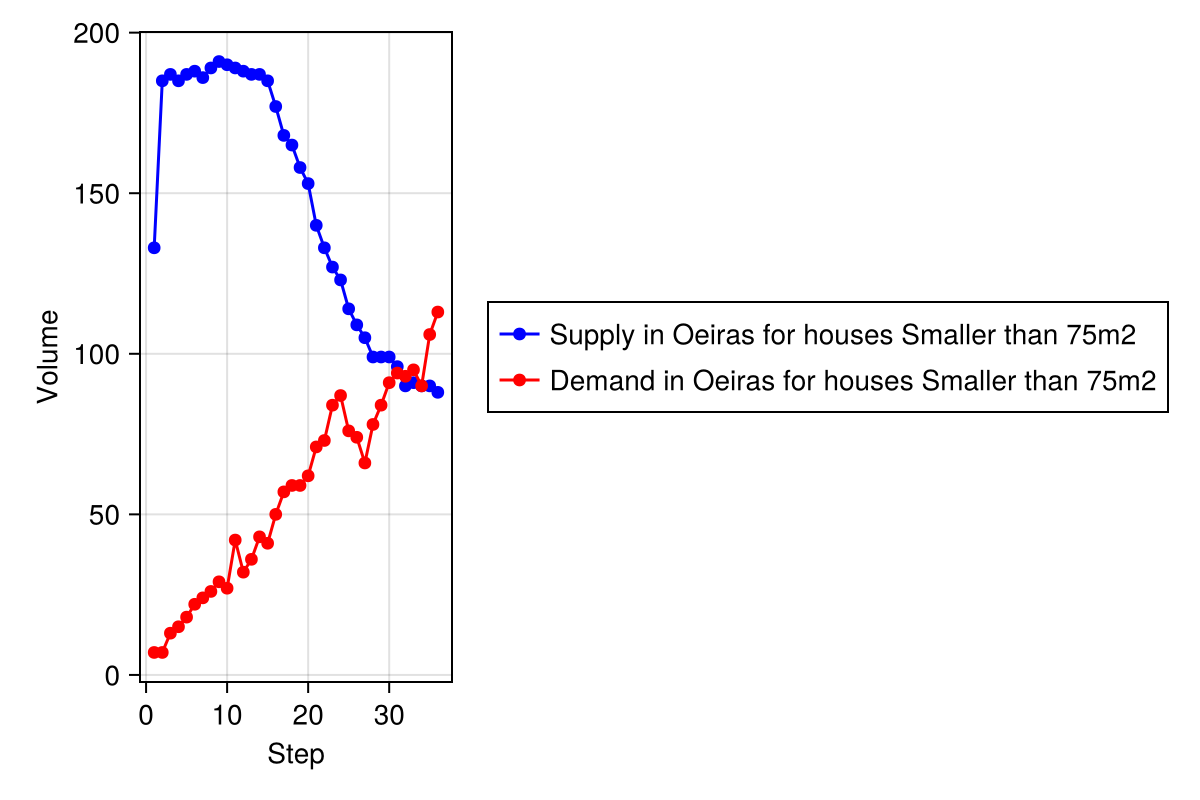 200
150
100
50
0
Volume
0 10 20 30
Step
Supply in Oeiras for houses Smaller than 75m2
Demand in Oeiras for houses Smaller than 75m2